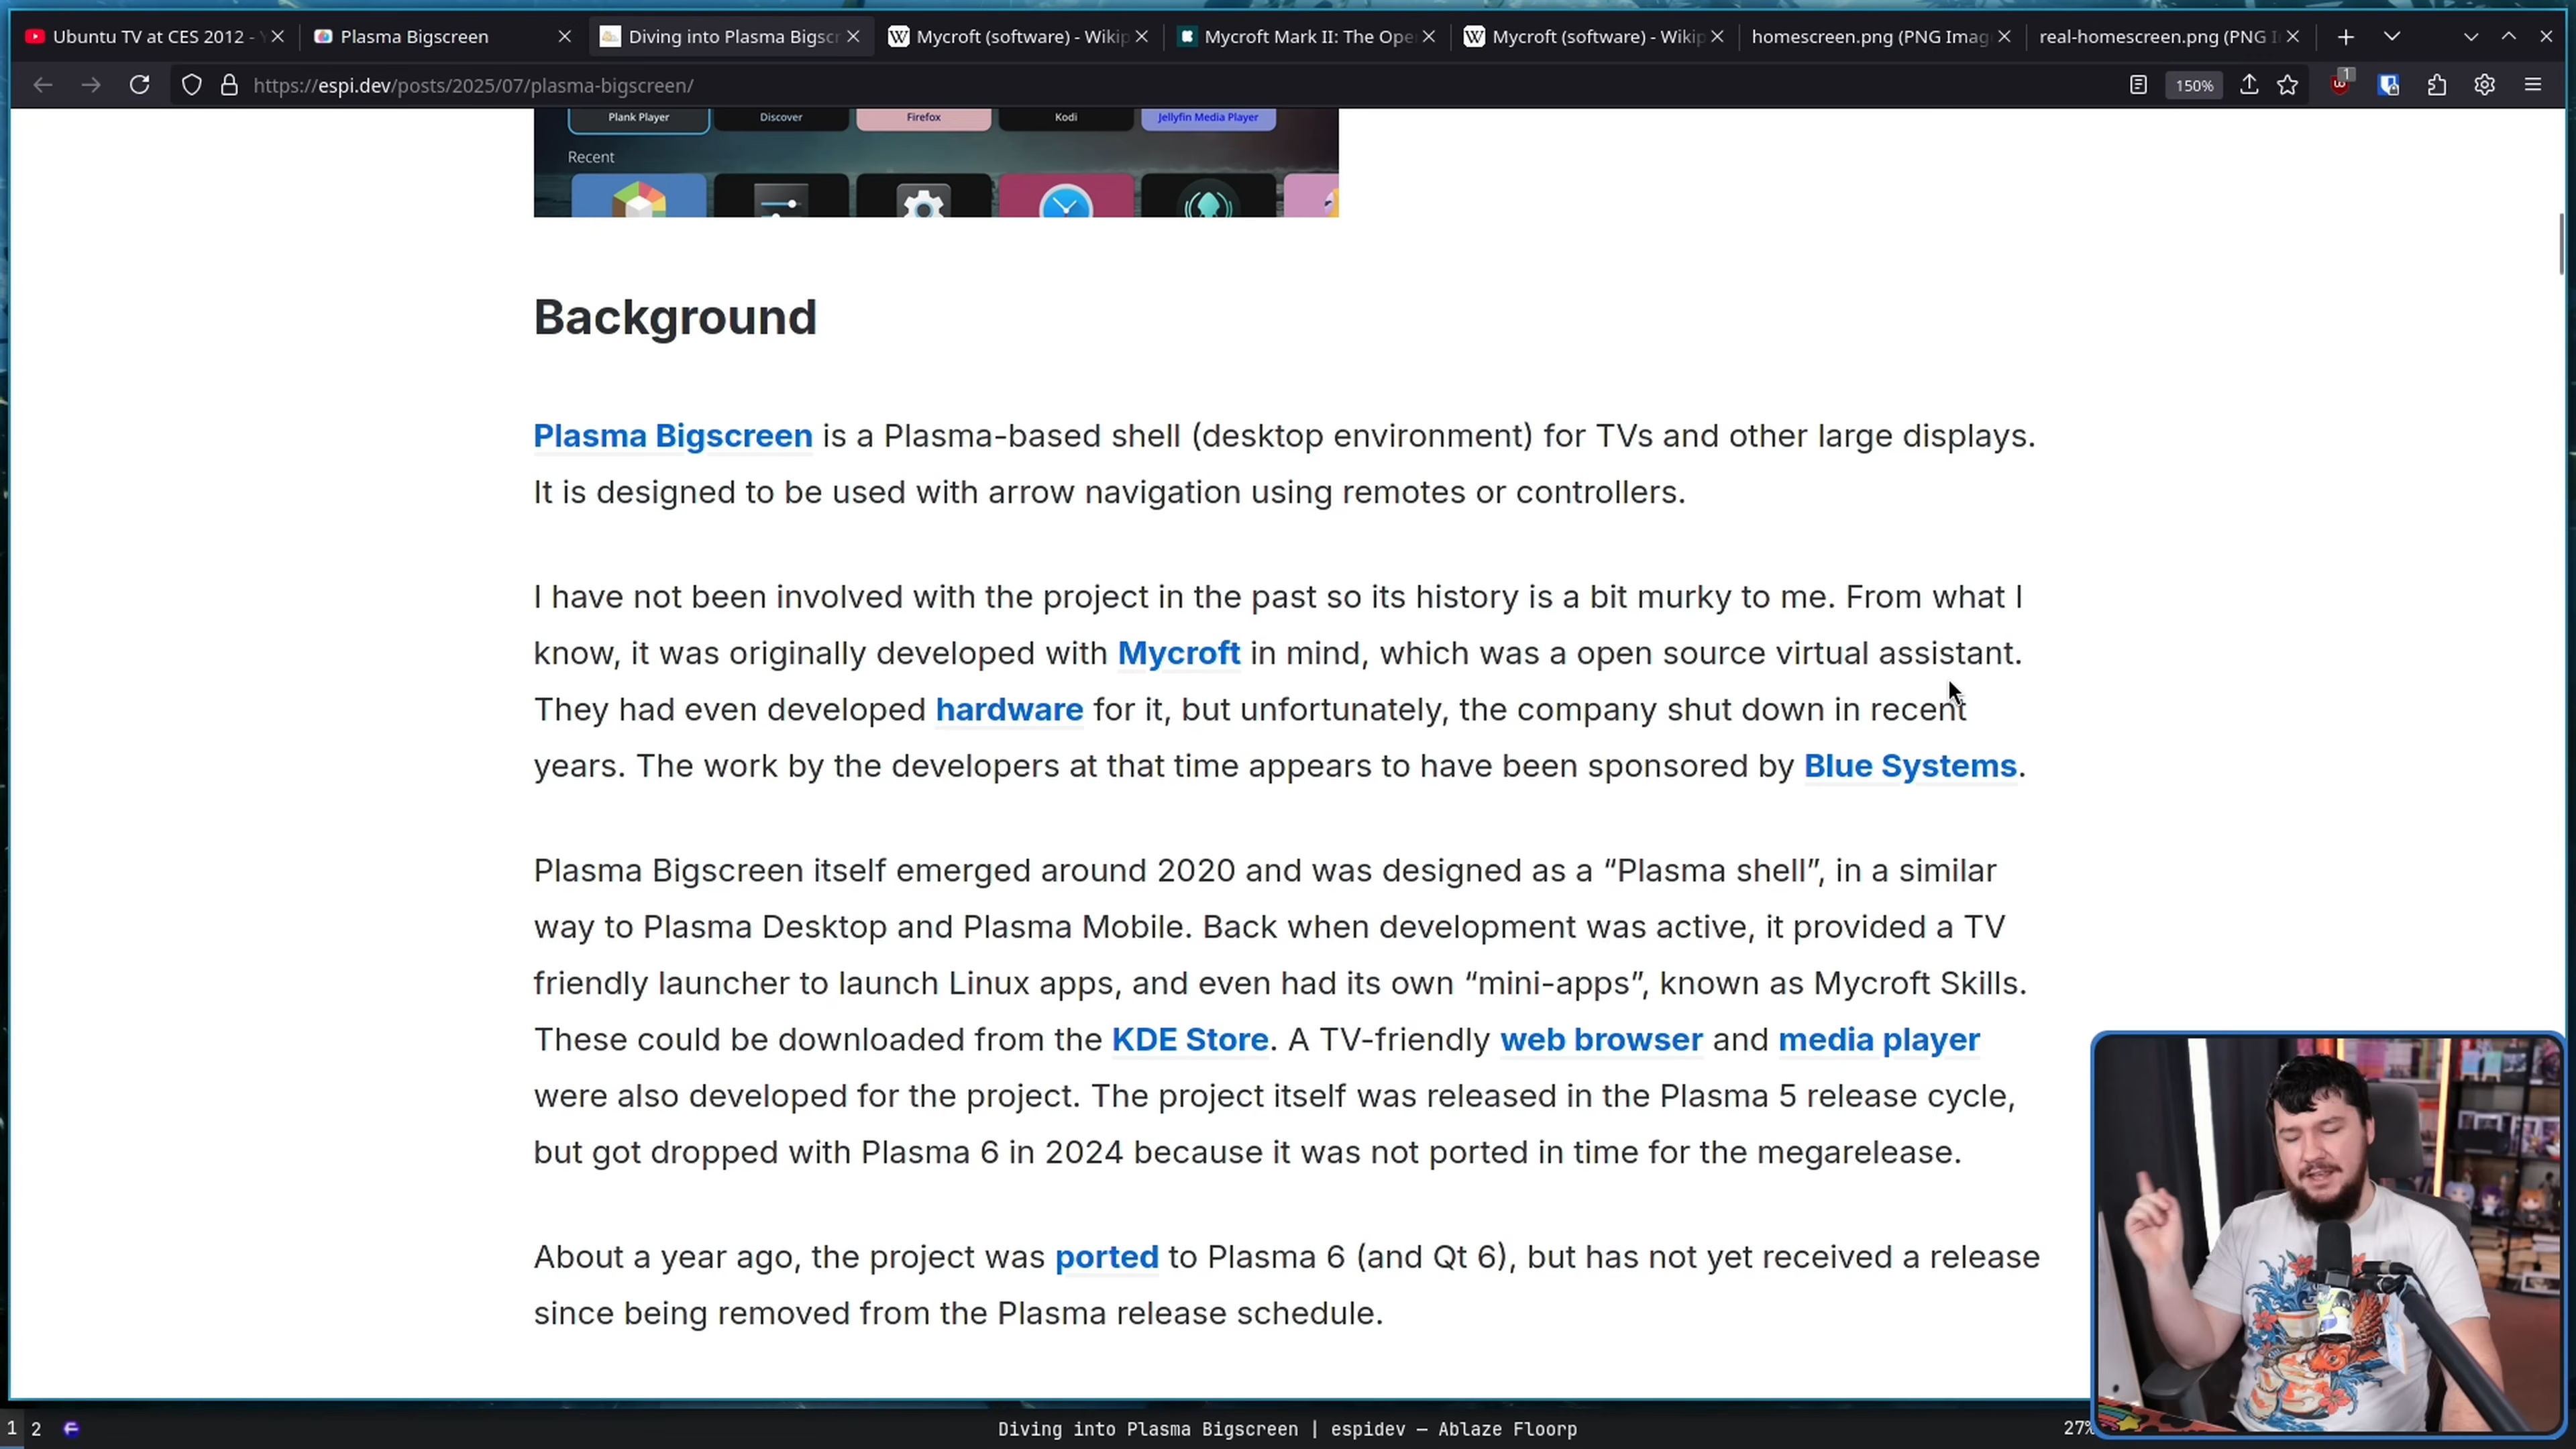 Ubuntu TV at CES 2012 -
Plasma Bigscreen
Diving into Plasma Bigscr
Mycroft (software) - Wikip
Mycroft Mark II: The Ope
Mycroft (software) - Wikip
homescreen.png (PNG Imag
real-homescreen.png (PNG I
https://espi.dev/posts/2025/07/plasma-bigscreen/
150%
1
Plank Player
Discover
Firefox
Kodi
Jellyfin Media Player
Recent
Background
Plasma Bigscreen is a Plasma-based shell (desktop environment) for TVs and other large displays.
It is designed to be used with arrow navigation using remotes or controllers.
I have not been involved with the project in the past so its history is a bit murky to me. From what I
know, it was originally developed with Mycroft in mind, which was a open source virtual assistant.
They had even developed hardware for it, but unfortunately, the company shut down in recent
years. The work by the developers at that time appears to have been sponsored by Blue Systems.
Plasma Bigscreen itself emerged around 2020 and was designed as a “Plasma shell”, in a similar
way to Plasma Desktop and Plasma Mobile. Back when development was active, it provided a TV
friendly launcher to launch Linux apps, and even had its own “mini-apps”, known as Mycroft Skills.
These could be downloaded from the KDE Store. A TV-friendly web browser and media player
were also developed for the project. The project itself was released in the Plasma 5 release cycle,
but got dropped with Plasma 6 in 2024 because it was not ported in time for the megarelease.
About a year ago, the project was ported to Plasma 6 (and Qt 6), but has not yet received a release
since being removed from the Plasma release schedule.
1 2
Diving into Plasma Bigscreen | espidev — Ablaze Floorp
27%